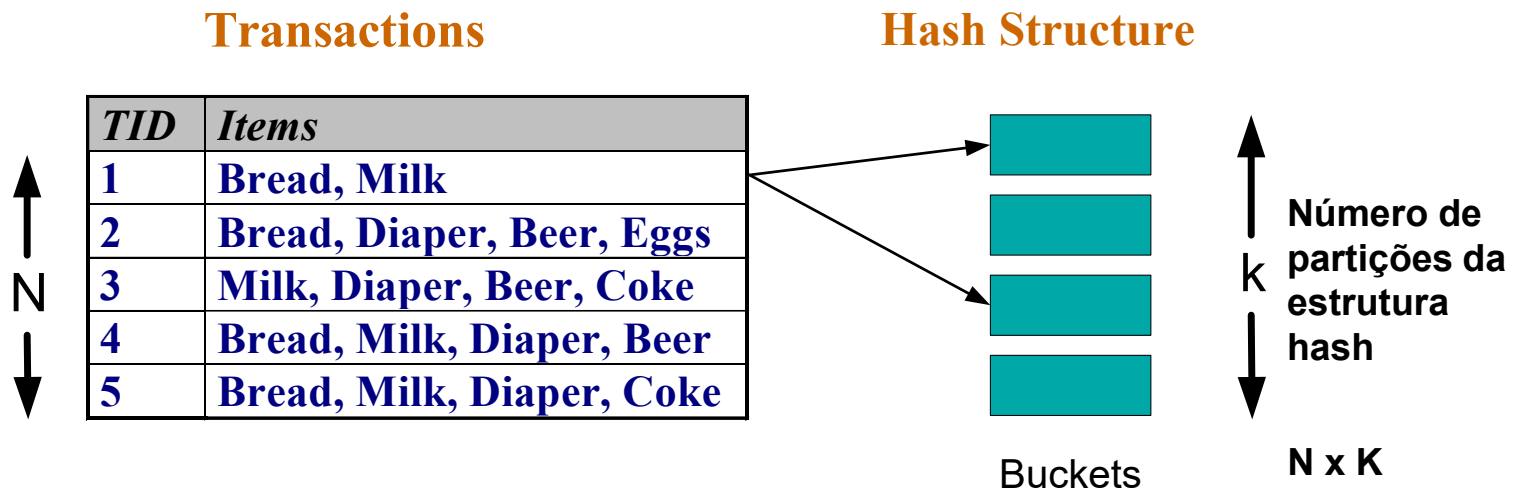 Transactions
Hash Structure
TID Items
1 Bread, Milk
2 Bread, Diaper, Beer, Eggs
3 Milk, Diaper, Beer, Coke
4 Bread, Milk, Diaper, Beer
5 Bread, Milk, Diaper, Coke
N
k
Número de
partições da
estrutura
hash
Buckets
N x K